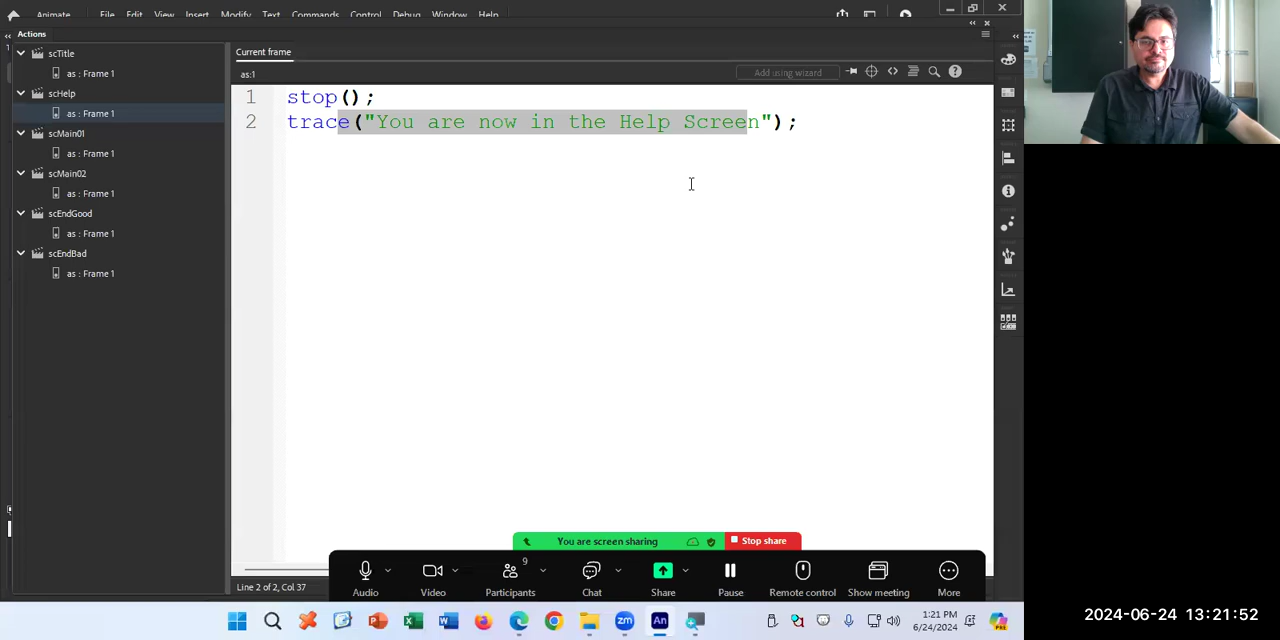 Animate File Edit View Insert Modify Text Commands Control Debug Window Help
Actions
Current frame
as:1
Add using wizard
scTitle
as : Frame 1
scHelp
as : Frame 1
scMain01
as : Frame 1
scMain02
as : Frame 1
scEndGood
as : Frame 1
scEndBad
as : Frame 1
1 stop();
2 trace("You are now in the Help Screen");
You are screen sharing Stop share
9
Audio Video Participants Chat Share Pause Remote control Show meeting More
Line 2 of 2, Col 37
1:21 PM
6/24/2024
2024-06-24 13:21:52